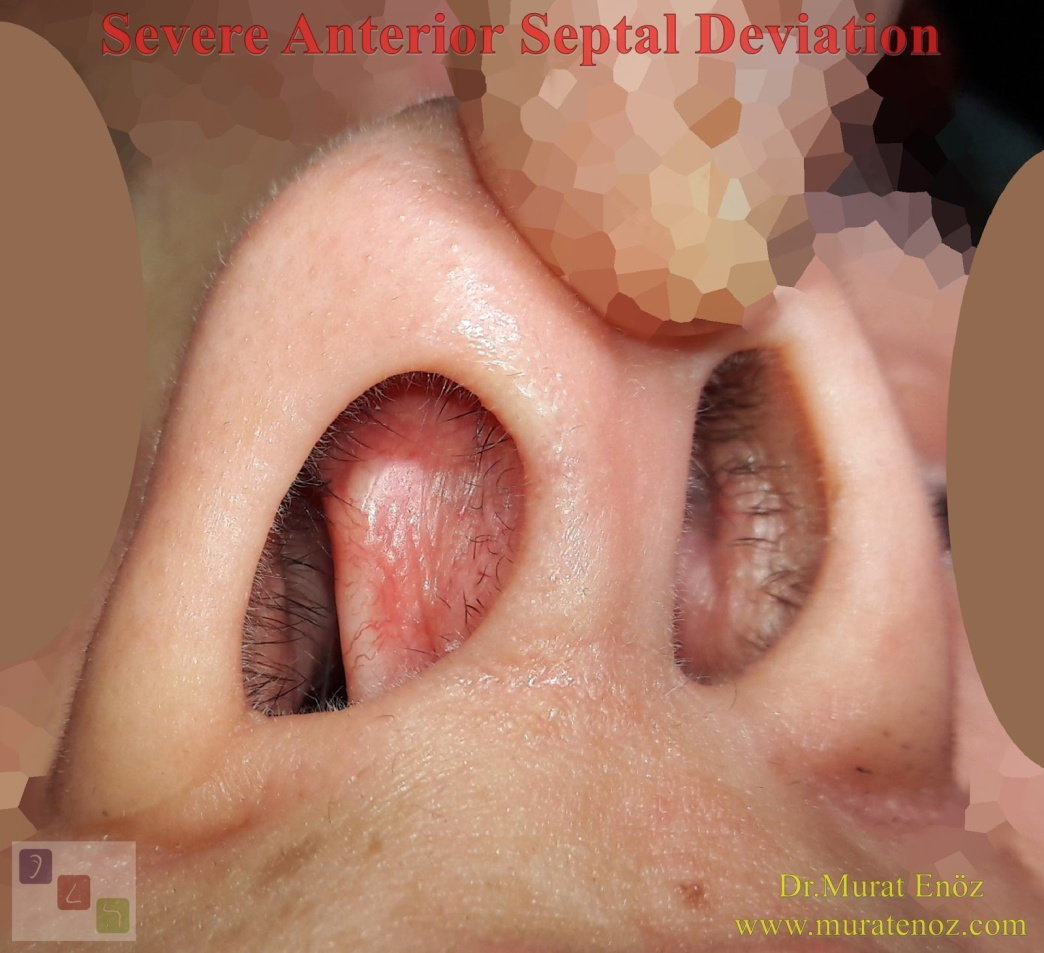 Severe Anterior Septal Deviation
Dr.Murat Enöz
www.muratenoz.com